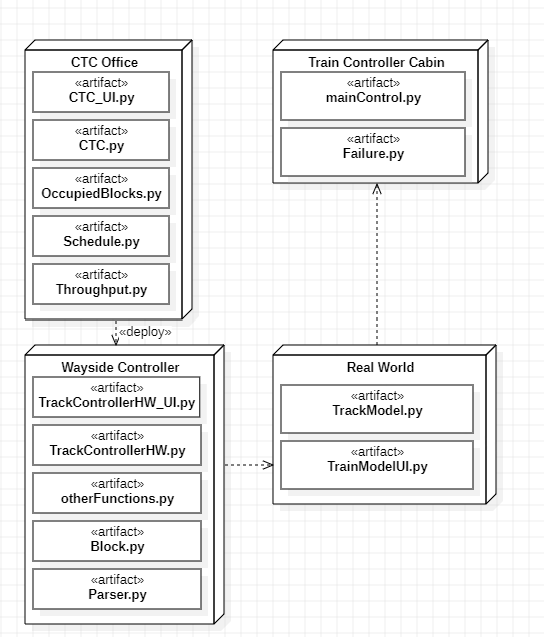 CTC Office
«artifact»
CTC_UI.py
«artifact»
CTC.py
«artifact»
OccupiedBlocks.py
«artifact»
Schedule.py
«artifact»
Throughput.py
Train Controller Cabin
«artifact»
mainControl.py
«artifact»
Failure.py
«deploy»
Wayside Controller
«artifact»
TrackControllerHW_UI.py
«artifact»
TrackControllerHW.py
«artifact»
otherFunctions.py
«artifact»
Block.py
«artifact»
Parser.py
Real World
«artifact»
TrackModel.py
«artifact»
TrainModelUI.py